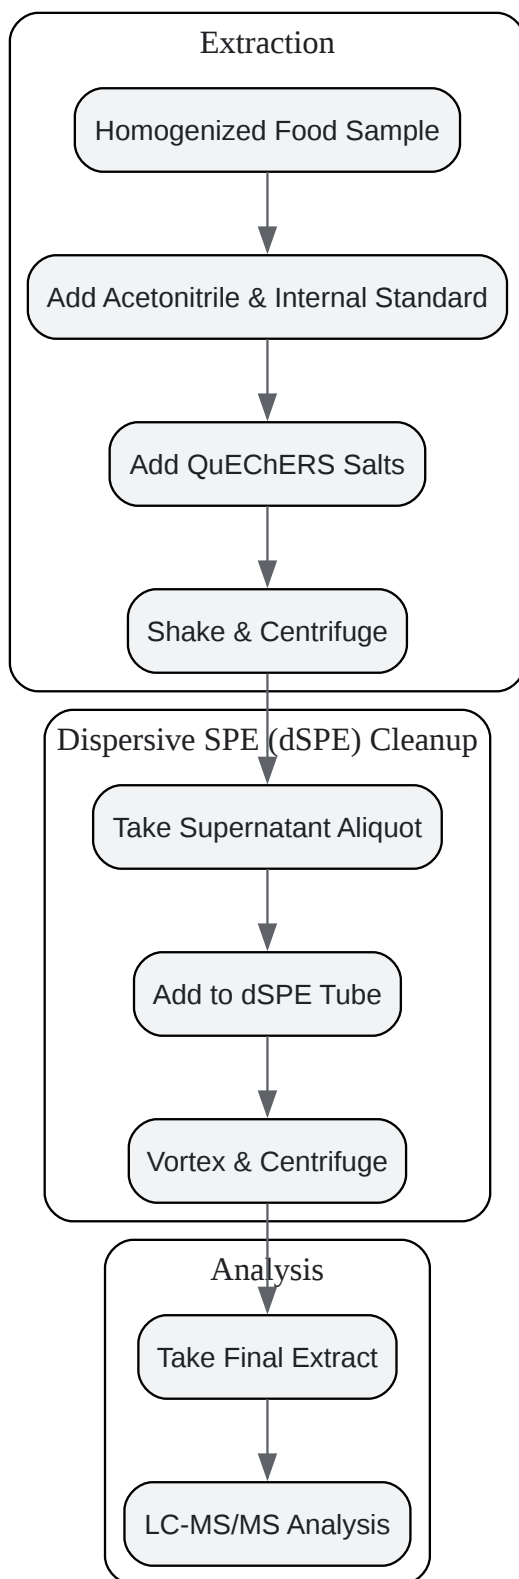 Extraction
Homogenized Food Sample
Add Acetonitrile & Internal Standard
Add QuEChERS Salts
Shake & Centrifuge
Dispersive SPE (dSPE) Cleanup
Take Supernatant Aliquot
Add to dSPE Tube
Vortex & Centrifuge
Analysis
Take Final Extract
LC-MS/MS Analysis